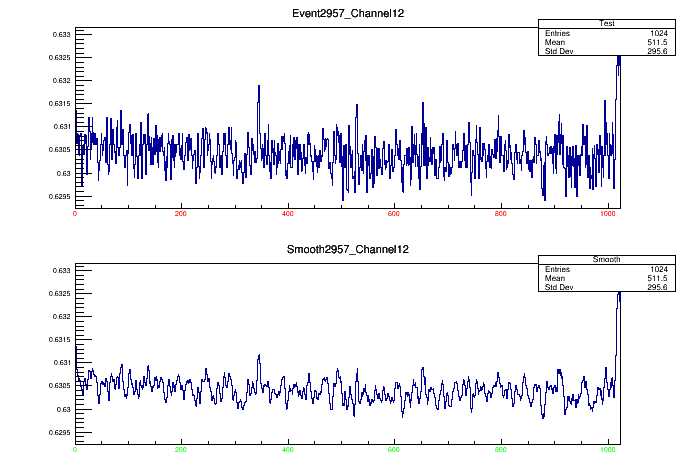 Event2957_Channel12
Test
Entries 1024
Mean 511.5
Std Dev 295.6
0.633
0.6325
0.632
0.6315
0.631
0.6305
0.63
0.6295
0 200 400 600 800 1000
Smooth2957_Channel12
Smooth
Entries 1024
Mean 511.5
Std Dev 295.6
0.633
0.6325
0.632
0.6315
0.631
0.6305
0.63
0.6295
0 200 400 600 800 1000